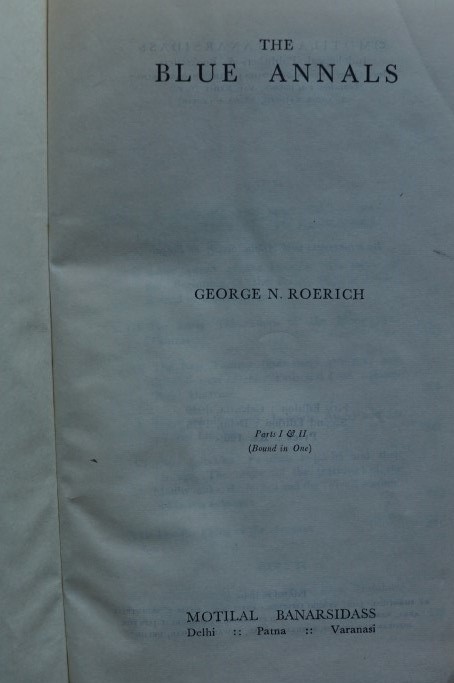 THE
BLUE ANNALS
GEORGE N. ROERICH
Parts I & II
(Bound in One)
MOTILAL BANARSIDASS
Delhi :: Patna :: Varanasi